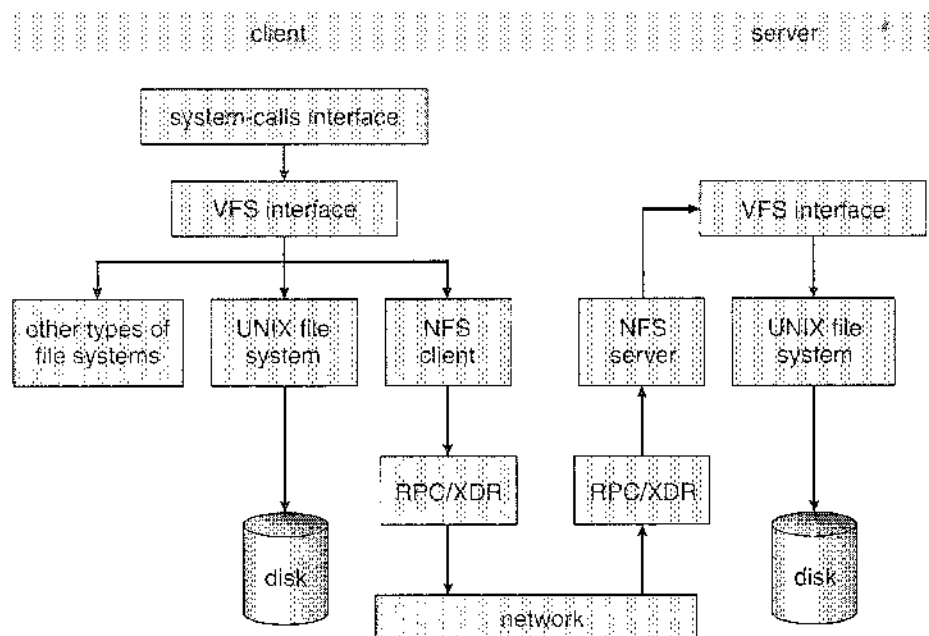 client
server
system-calls interface
VFS interface
VFS interface
other types of
file systems
UNIX file
system
NFS
client
NFS
server
UNIX file
system
RPC/XDR
RPC/XDR
disk
disk
network